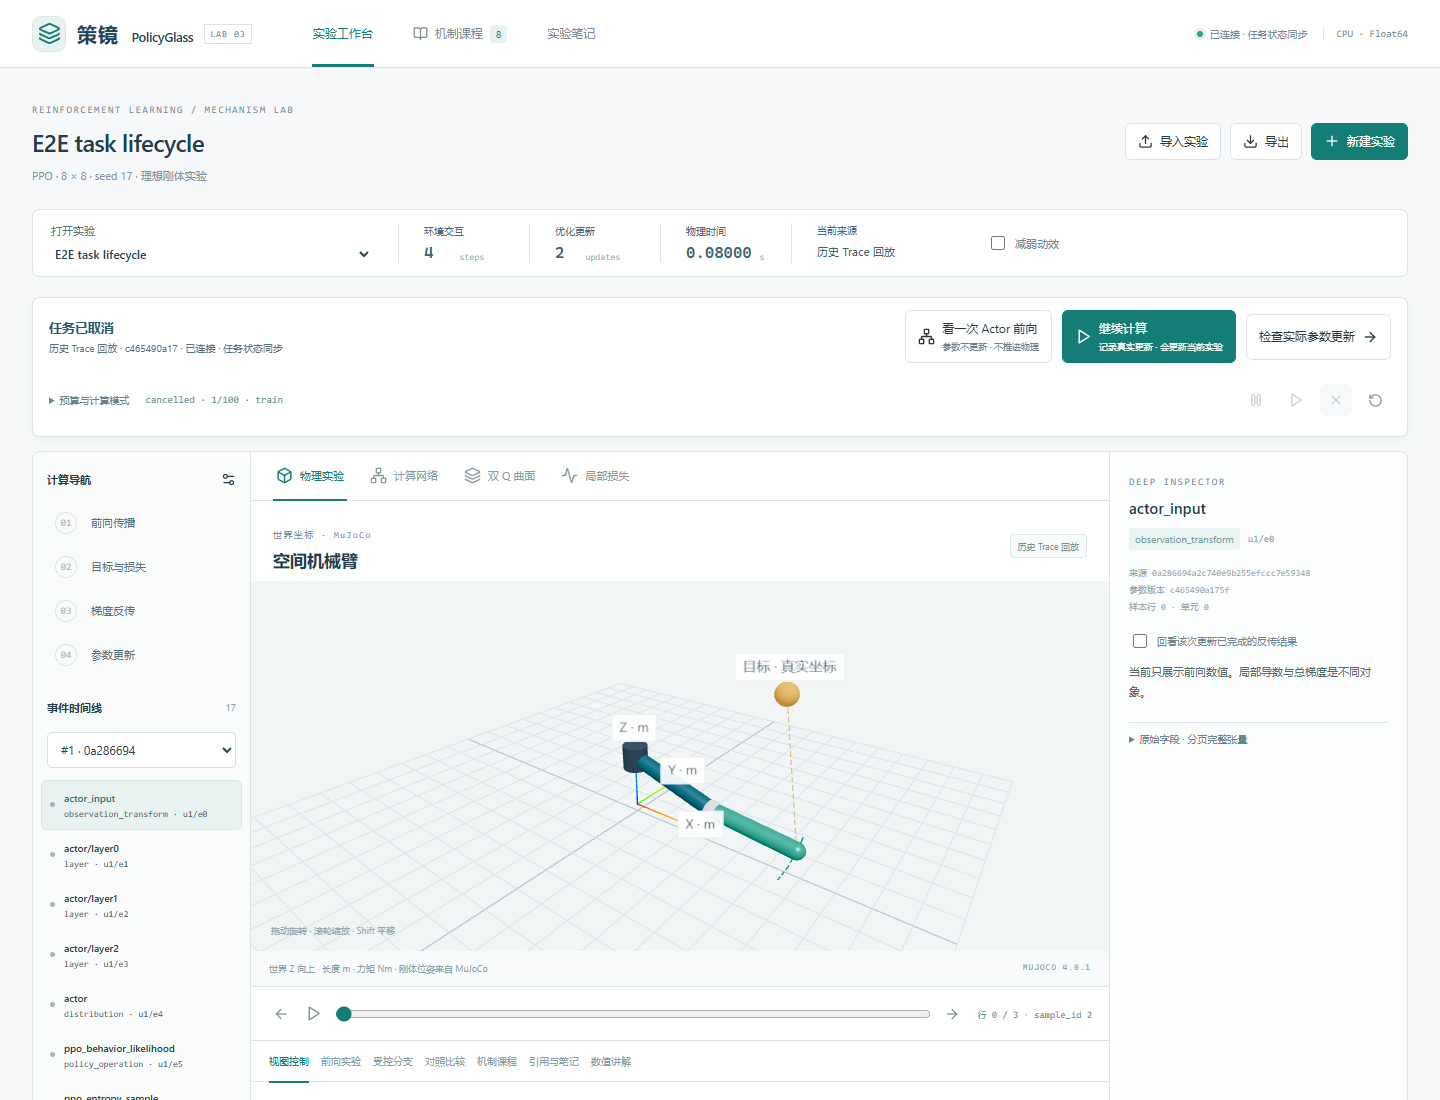 策镜 PolicyGlass LAB 03
实验工作台
机制课程 8
实验笔记
已连接 · 任务状态同步
CPU · Float64
REINFORCEMENT LEARNING / MECHANISM LAB
E2E task lifecycle
PPO · 8 × 8 · seed 17 · 理想刚体实验
导入实验
导出
新建实验
打开实验
E2E task lifecycle
环境交互
4 steps
优化更新
2 updates
物理时间
0.08000 s
当前来源
历史 Trace 回放
减弱动效
任务已取消
历史 Trace 回放 · c465490a17 · 已连接 · 任务状态同步
看一次 Actor 前向
参数不更新 · 不推进物理
继续计算
记录真实更新 · 会更新当前实验
检查实际参数更新
预算与计算模式
cancelled · 1/100 · train
计算导航
01 前向传播
02 目标与损失
03 梯度反传
04 参数更新
事件时间线 17
#1 · 0a286694
actor_input
observation_transform · u1/e0
actor/layer0
layer · u1/e1
actor/layer1
layer · u1/e2
actor/layer2
layer · u1/e3
actor
distribution · u1/e4
ppo_behavior_likelihood
policy_operation · u1/e5
ppo_entropy_sample
物理实验
计算网络
双 Q 曲面
局部损失
世界坐标 · MuJoCo
空间机械臂
历史 Trace 回放
目标 · 真实坐标
Z · m
Y · m
X · m
拖动旋转 · 滚轮缩放 · Shift 平移
世界 Z 向上 · 长度 m · 力矩 Nm · 刚体位姿来自 MuJoCo
MUJOCO 4.0.1
行 0 / 3 · sample_id 2
视图控制
前向实验
受控分支
对照比较
机制课程
引用与笔记
数值讲解
DEEP INSPECTOR
actor_input
observation_transform u1/e0
来源 0a286694a2c740e9b255efccc7e59348
参数版本 c465490a175f
样本行 0 · 单元 0
回看该次更新已完成的反传结果
当前只展示前向数值。局部导数与总梯度是不同对
象。
原始字段 · 分页完整张量